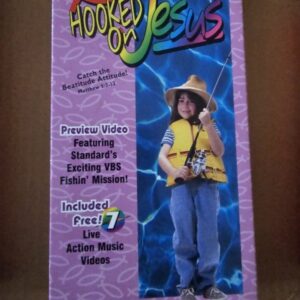 HOOKED
on Jesus
Catch the
Beatitude-Attitude!
Matthew 5:3-12
Preview Video
Featuring
Standard's
Exciting VBS
Fishin' Mission!
Included
Free! 7
Live
Action Music
Videos